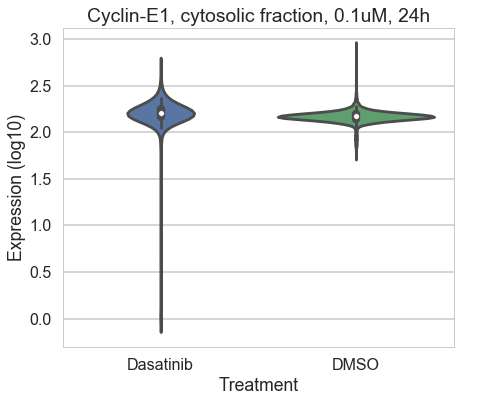 Cyclin-E1, cytosolic fraction, 0.1uM, 24h
3.0
2.5
2.0
1.5
1.0
0.5
0.0
Expression (log10)
Dasatinib DMSO
Treatment